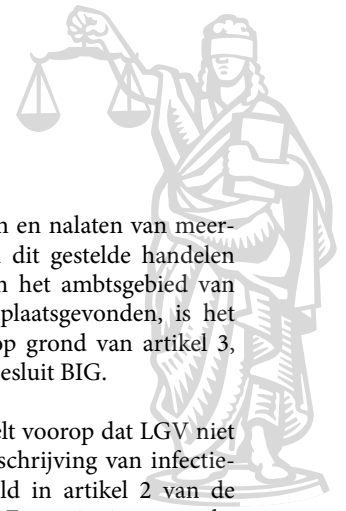 n en nalaten van meer-
dit gestelde handelen
n het ambtsgebied van
plaatsgevonden, is het
op grond van artikel 3,
esluit BIG.
elt voorop dat LGV niet
schrijving van infectie-
ld in artikel 2 van de